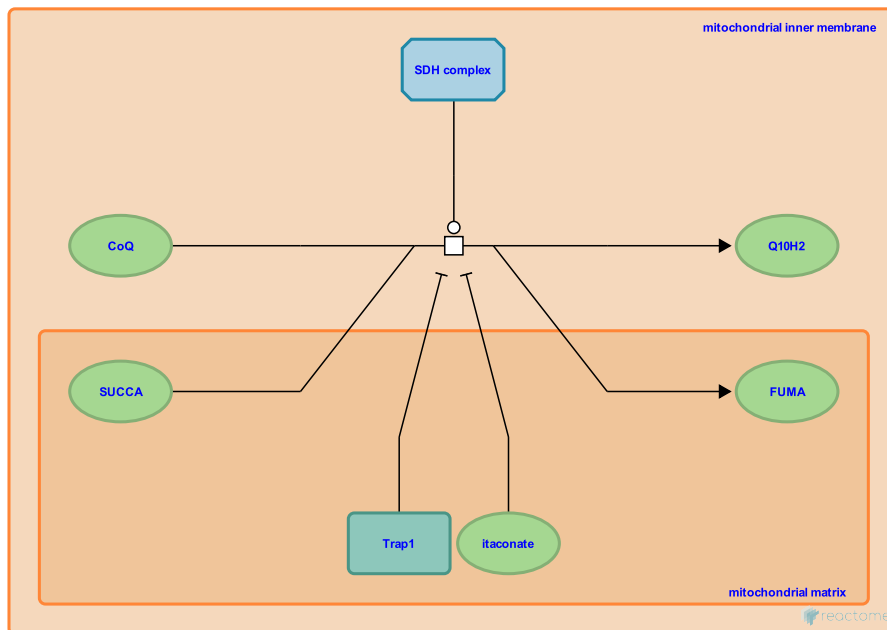 mitochondrial inner membrane
SDH complex
CoQ
Q10H2
SUCCA
FUMA
Trap1
itaconate
mitochondrial matrix
reactome